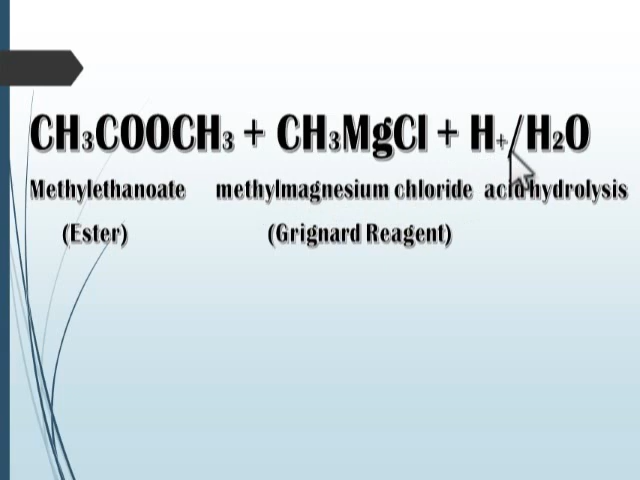 CH₃COOCH₃ + CH₃MgCl + H+/H₂O
Methylethanoate methylmagnesium chloride acid hydrolysis
(Ester) (Grignard Reagent)